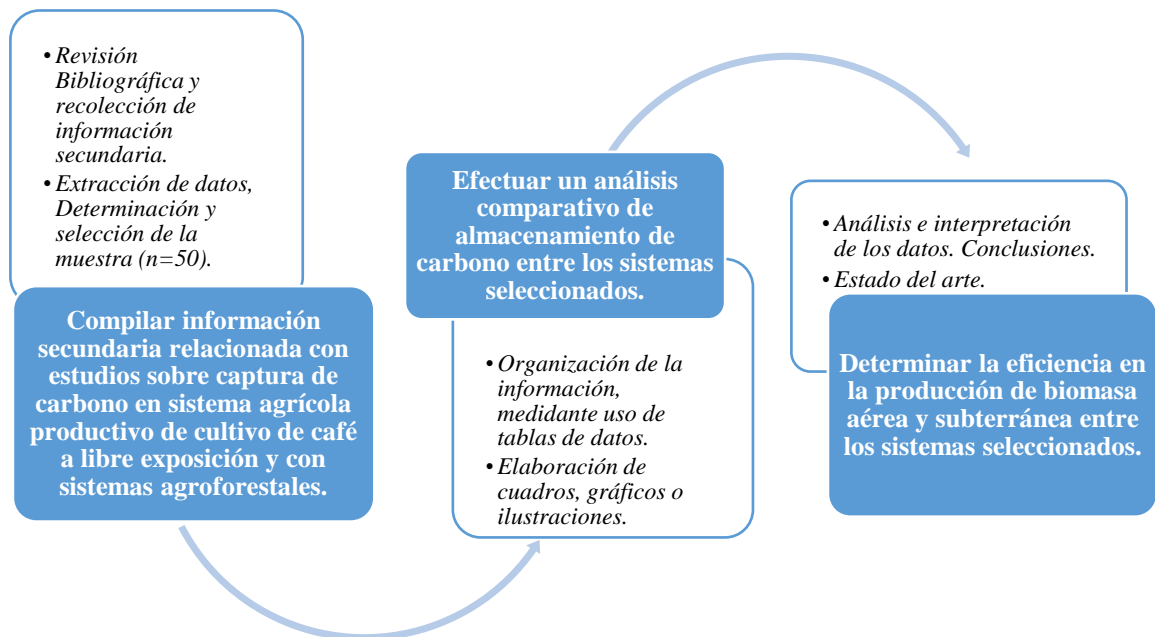 • Revisión
Bibliográfica y
recolección de
información
secundaria.
• Extracción de datos,
Determinación y
selección de la
muestra (n=50).
Compilar información
secundaria relacionada con
estudios sobre captura de
carbono en sistema agrícola
productivo de cultivo de café
a libre exposición y con
sistemas agroforestales.
Efectuar un análisis
comparativo de
almacenamiento de
carbono entre los sistemas
seleccionados.
• Organización de la
información,
medidante uso de
tablas de datos.
• Elaboración de
cuadros, gráficos o
ilustraciones.
• Análisis e interpretación
de los datos. Conclusiones.
• Estado del arte.
Determinar la eficiencia en
la producción de biomasa
aérea y subterránea entre
los sistemas seleccionados.